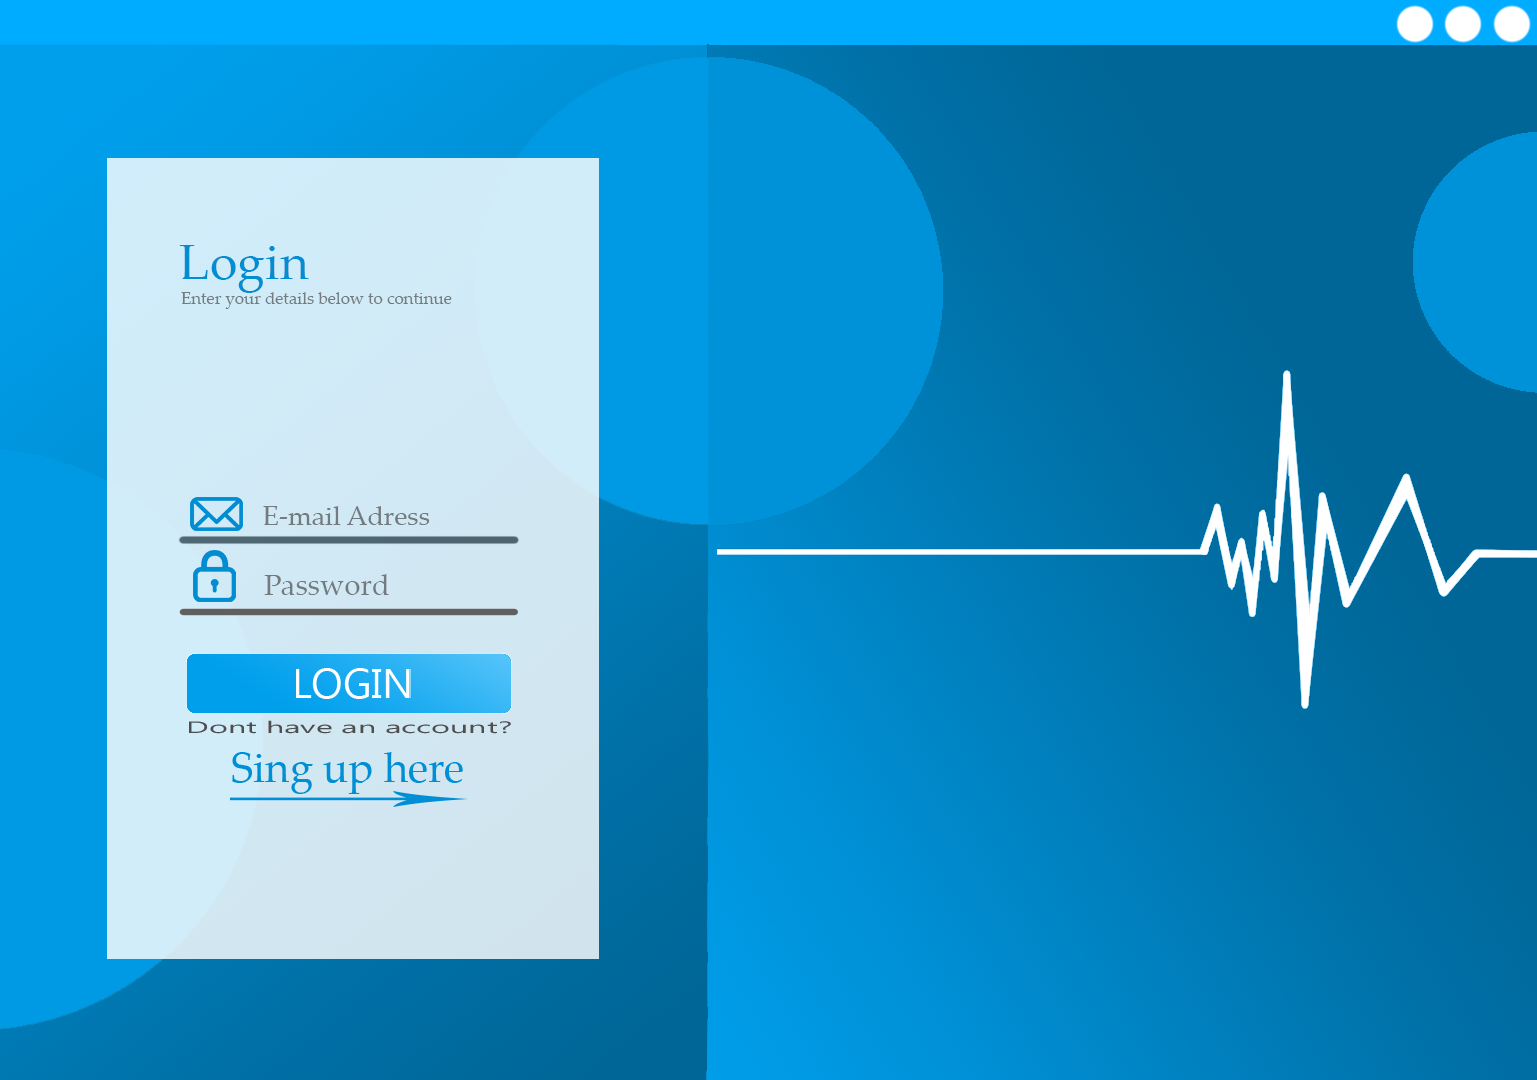 Login
Enter your details below to continue
E-mail Adress
Password
LOGIN
Dont have an account?
Sing up here